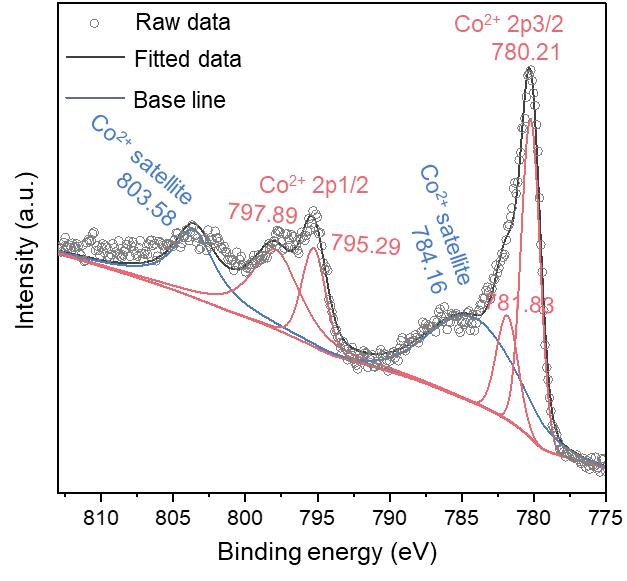 Raw data
Fitted data
Base line
Co²⁺ 2p3/2
780.21
Co²⁺ satellite
803.58
Co²⁺ 2p1/2
797.89
795.29
Co²⁺ satellite
784.16
781.83
Intensity (a.u.)
810 805 800 795 790 785 780 775
Binding energy (eV)